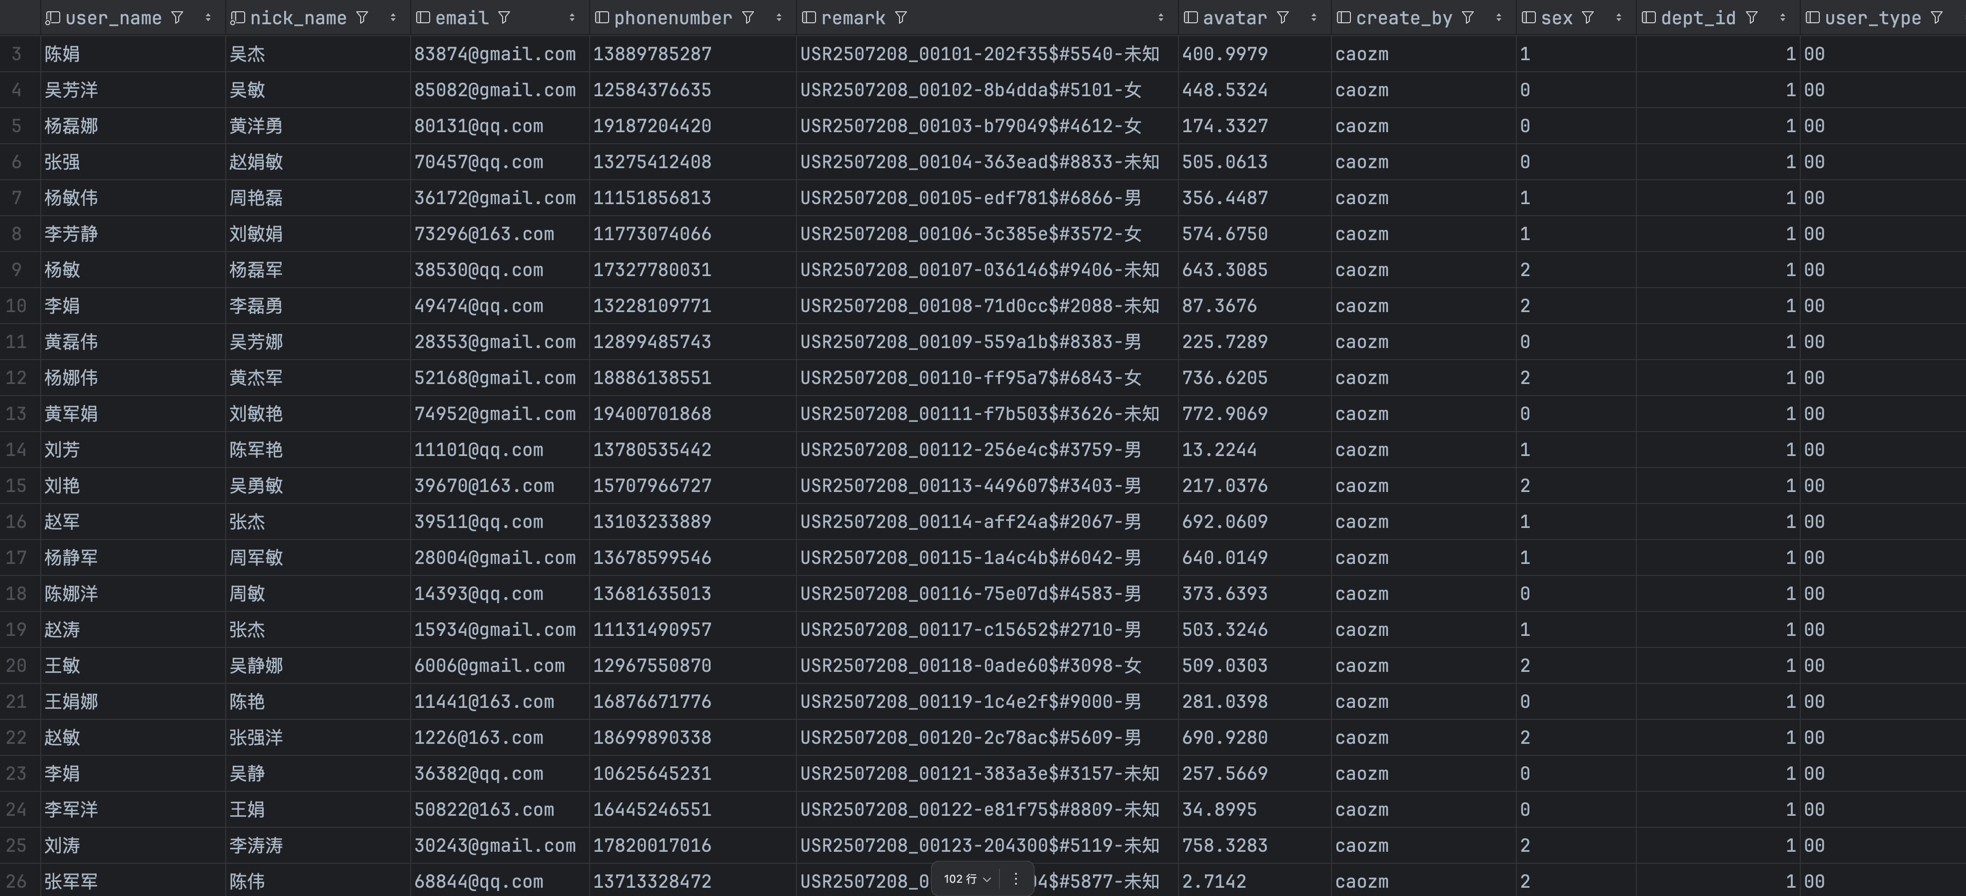 user_name nick_name email phonenumber remark avatar create_by sex dept_id user_type
3 陈娟 吴杰 83874@gmail.com 13889785287 USR2507208_00101-202f35$#5540-未知 400.9979 caozm 1 1 00
4 吴芳洋 吴敏 85082@gmail.com 12584376635 USR2507208_00102-8b4dda$#5101-女 448.5324 caozm 0 1 00
5 杨磊娜 黄洋勇 80131@qq.com 19187204420 USR2507208_00103-b79049$#4612-女 174.3327 caozm 0 1 00
6 张强 赵娟敏 70457@qq.com 13275412408 USR2507208_00104-363ead$#8833-未知 505.0613 caozm 0 1 00
7 杨敏伟 周艳磊 36172@gmail.com 11151856813 USR2507208_00105-edf781$#6866-男 356.4487 caozm 1 1 00
8 李芳静 刘敏娟 73296@163.com 11773074066 USR2507208_00106-3c385e$#3572-女 574.6750 caozm 1 1 00
9 杨敏 杨磊军 38530@qq.com 17327780031 USR2507208_00107-036146$#9406-未知 643.3085 caozm 2 1 00
10 李娟 李磊勇 49474@qq.com 13228109771 USR2507208_00108-71d0cc$#2088-未知 87.3676 caozm 2 1 00
11 黄磊伟 吴芳娜 28353@gmail.com 12899485743 USR2507208_00109-559a1b$#8383-男 225.7289 caozm 0 1 00
12 杨娜伟 黄杰军 52168@gmail.com 18886138551 USR2507208_00110-ff95a7$#6843-女 736.6205 caozm 2 1 00
13 黄军娟 刘敏艳 74952@gmail.com 19400701868 USR2507208_00111-f7b503$#3626-未知 772.9069 caozm 0 1 00
14 刘芳 陈军艳 11101@qq.com 13780535442 USR2507208_00112-256e4c$#3759-男 13.2244 caozm 1 1 00
15 刘艳 吴勇敏 39670@163.com 15707966727 USR2507208_00113-449607$#3403-男 217.0376 caozm 2 1 00
16 赵军 张杰 39511@qq.com 13103233889 USR2507208_00114-aff24a$#2067-男 692.0609 caozm 1 1 00
17 杨静军 周军敏 28004@gmail.com 13678599546 USR2507208_00115-1a4c4b$#6042-男 640.0149 caozm 1 1 00
18 陈娜洋 周敏 14393@qq.com 13681635013 USR2507208_00116-75e07d$#4583-男 373.6393 caozm 0 1 00
19 赵涛 张杰 15934@gmail.com 11131490957 USR2507208_00117-c15652$#2710-男 503.3246 caozm 1 1 00
20 王敏 吴静娜 6006@gmail.com 12967550870 USR2507208_00118-0ade60$#3098-女 509.0303 caozm 2 1 00
21 王娟娜 陈艳 11441@163.com 16876671776 USR2507208_00119-1c4e2f$#9000-男 281.0398 caozm 0 1 00
22 赵敏 张强洋 1226@163.com 18699890338 USR2507208_00120-2c78ac$#5609-男 690.9280 caozm 2 1 00
23 李娟 吴静 36382@qq.com 10625645231 USR2507208_00121-383a3e$#3157-未知 257.5669 caozm 0 1 00
24 李军洋 王娟 50822@163.com 16445246551 USR2507208_00122-e81f75$#8809-未知 34.8995 caozm 0 1 00
25 刘涛 李涛涛 30243@gmail.com 17820017016 USR2507208_00123-204300$#5119-未知 758.3283 caozm 2 1 00
26 张军军 陈伟 68844@qq.com 13713328472 USR2507208_0 4$#5877-未知 2.7142 caozm 2 1 00
102 行